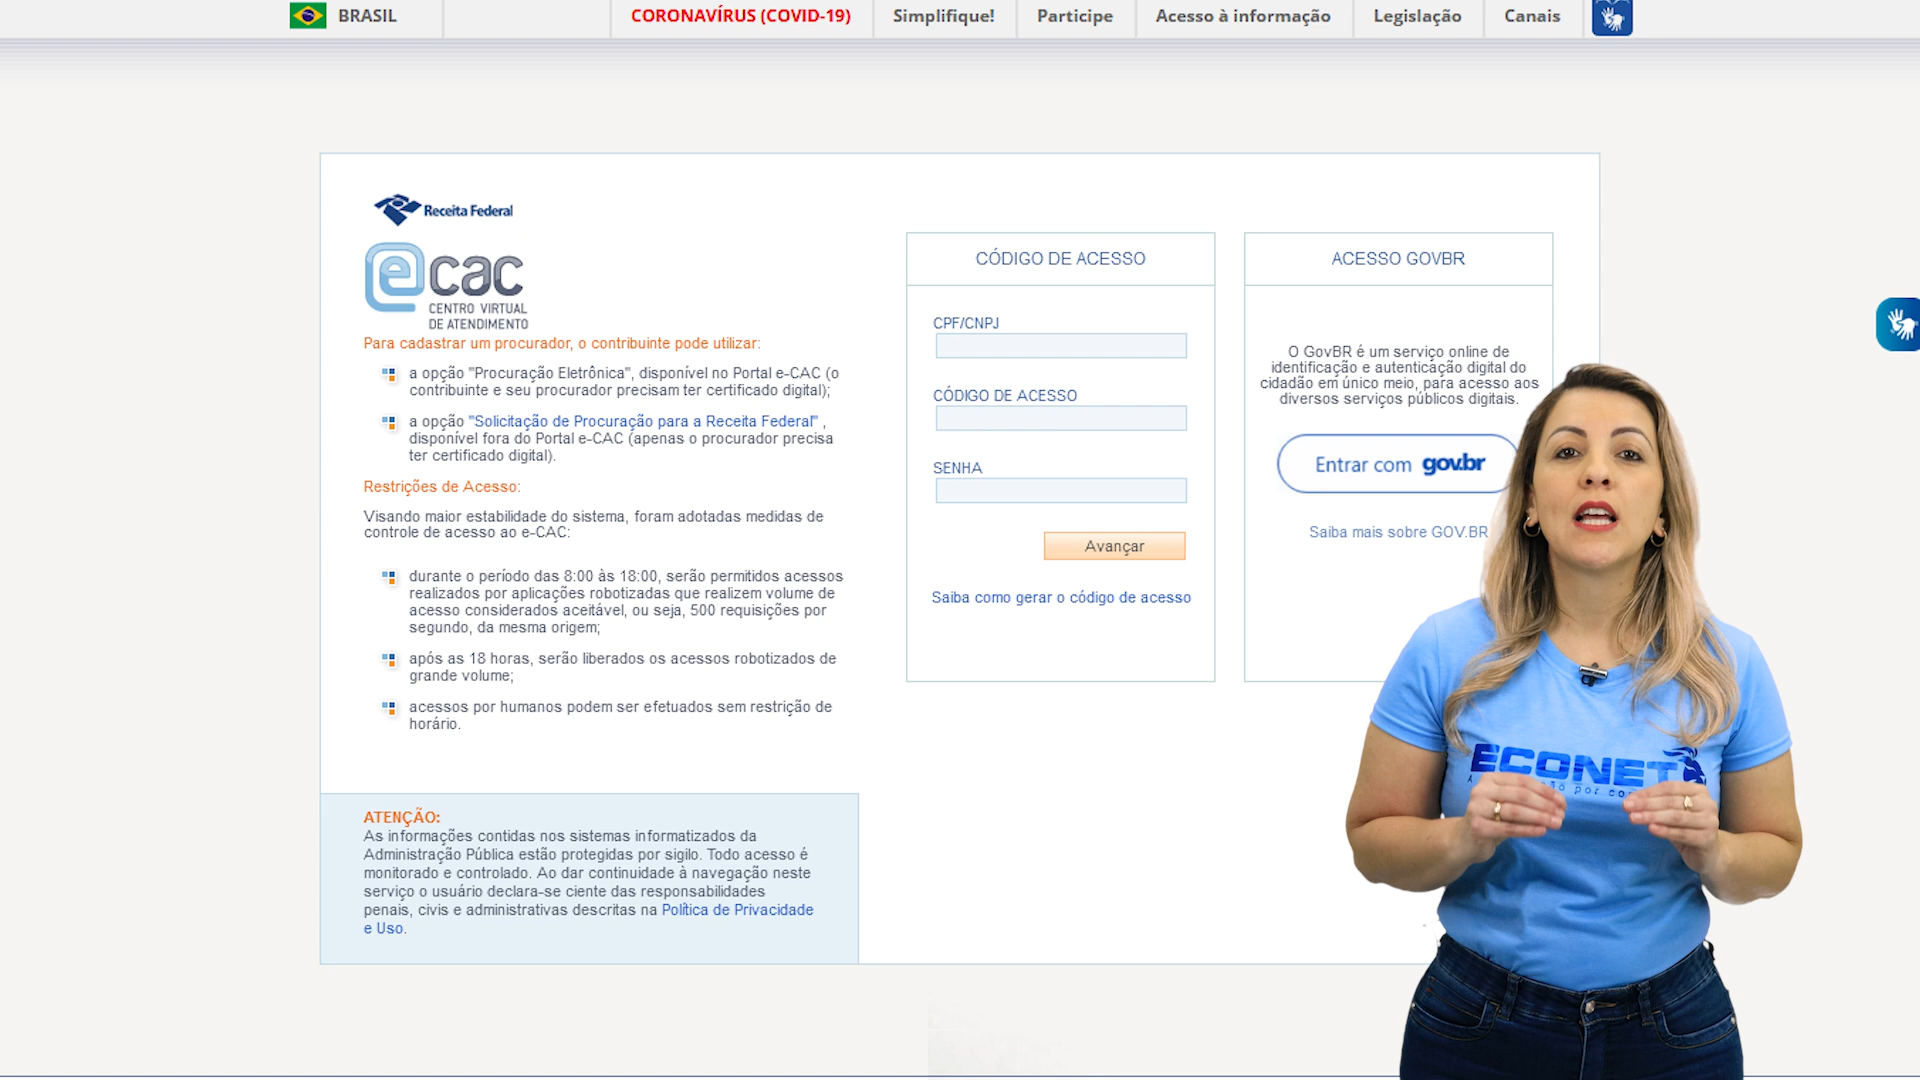 BRASIL
CORONAVÍRUS (COVID-19)
Simplifique!
Participe
Acesso à informação
Legislação
Canais
Receita Federal
ecac
CENTRO VIRTUAL
DE ATENDIMENTO
Para cadastrar um procurador, o contribuinte pode utilizar:
a opção "Procuração Eletrônica", disponível no Portal e-CAC (o
contribuinte e seu procurador precisam ter certificado digital);
a opção "Solicitação de Procuração para a Receita Federal" ,
disponível fora do Portal e-CAC (apenas o procurador precisa
ter certificado digital).
Restrições de Acesso:
Visando maior estabilidade do sistema, foram adotadas medidas de
controle de acesso ao e-CAC:
durante o período das 8:00 às 18:00, serão permitidos acessos
realizados por aplicações robotizadas que realizem volume de
acesso considerados aceitável, ou seja, 500 requisições por
segundo, da mesma origem;
após as 18 horas, serão liberados os acessos robotizados de
grande volume;
acessos por humanos podem ser efetuados sem restrição de
horário.
ATENÇÃO:
As informações contidas nos sistemas informatizados da
Administração Pública estão protegidas por sigilo. Todo acesso é
monitorado e controlado. Ao dar continuidade à navegação neste
serviço o usuário declara-se ciente das responsabilidades
penais, civis e administrativas descritas na Política de Privacidade
e Uso.
CÓDIGO DE ACESSO
CPF/CNPJ
CÓDIGO DE ACESSO
SENHA
Avançar
Saiba como gerar o código de acesso
ACESSO GOVBR
O GovBR é um serviço online de
identificação e autenticação digital do
cidadão em único meio, para acesso aos
diversos serviços públicos digitais.
Entrar com gov.br
Saiba mais sobre GOV.BR
ECONET
por